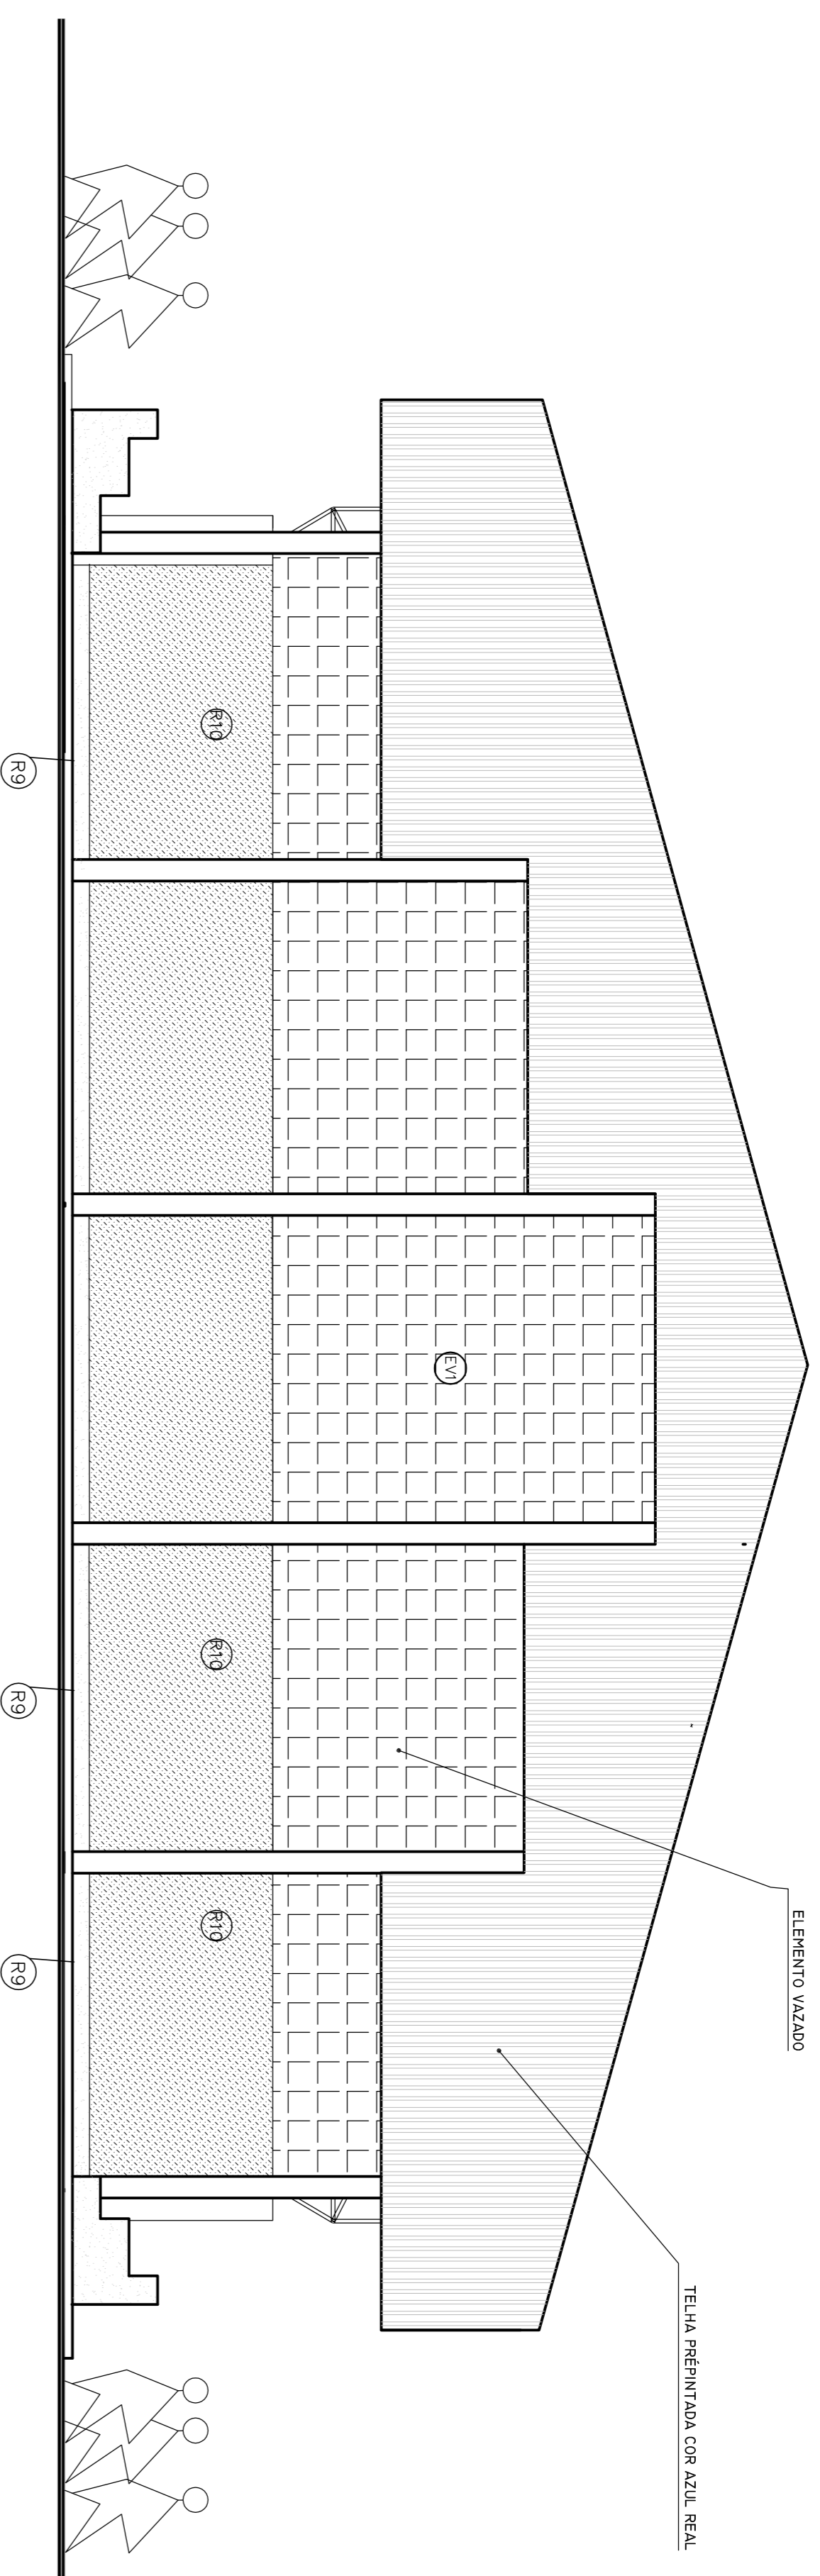 ELEMENTO VAZADO
TELHA PRÉPINTADA COR AZUL REAL
EV1
R10
R10
R10
R9
R9
R9